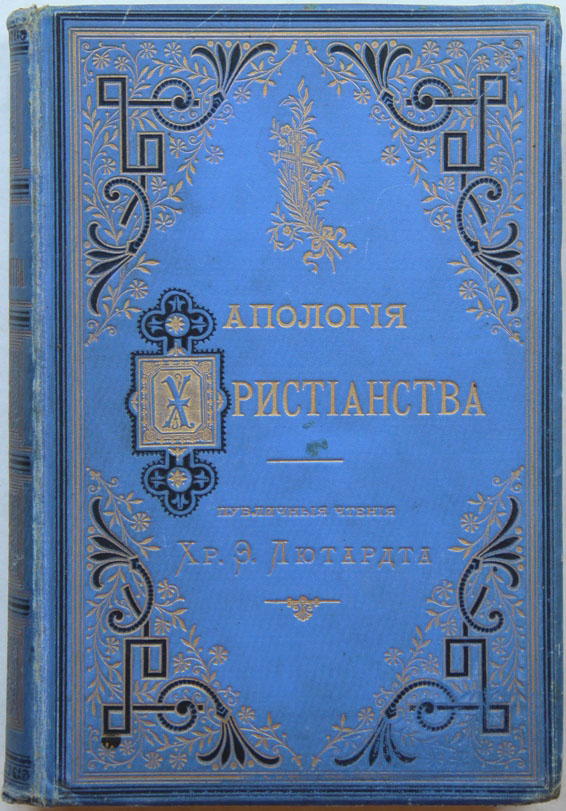 АПОЛОГІЯ
ХРИСТІАНСТВА
ПУБЛИЧНЫЯ ЧТЕНІЯ
ХР. Э. ЛЮТАРДТА